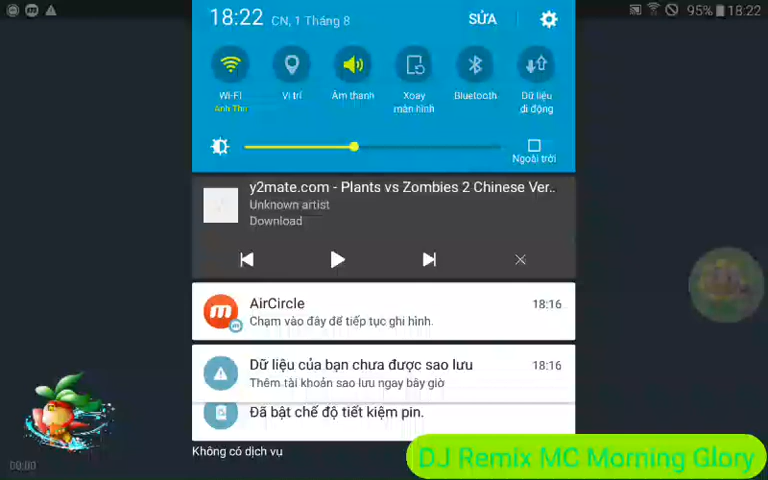 18:22 CN, 1 Tháng 8 SỬA
95% 18:22
Wi-Fi
Anh Thu
Vị trí
Âm thanh
Xoay
màn hình
Bluetooth
Dữ liệu
di động
Ngoài trời
y2mate.com - Plants vs Zombies 2 Chinese Ver..
Unknown artist
Download
AirCircle 18:16
Chạm vào đây để tiếp tục ghi hình.
Dữ liệu của bạn chưa được sao lưu 18:16
Thêm tài khoản sao lưu ngay bây giờ
Đã bật chế độ tiết kiệm pin.
Không có dịch vụ
DJ Remix MC Morning Glory
00:00